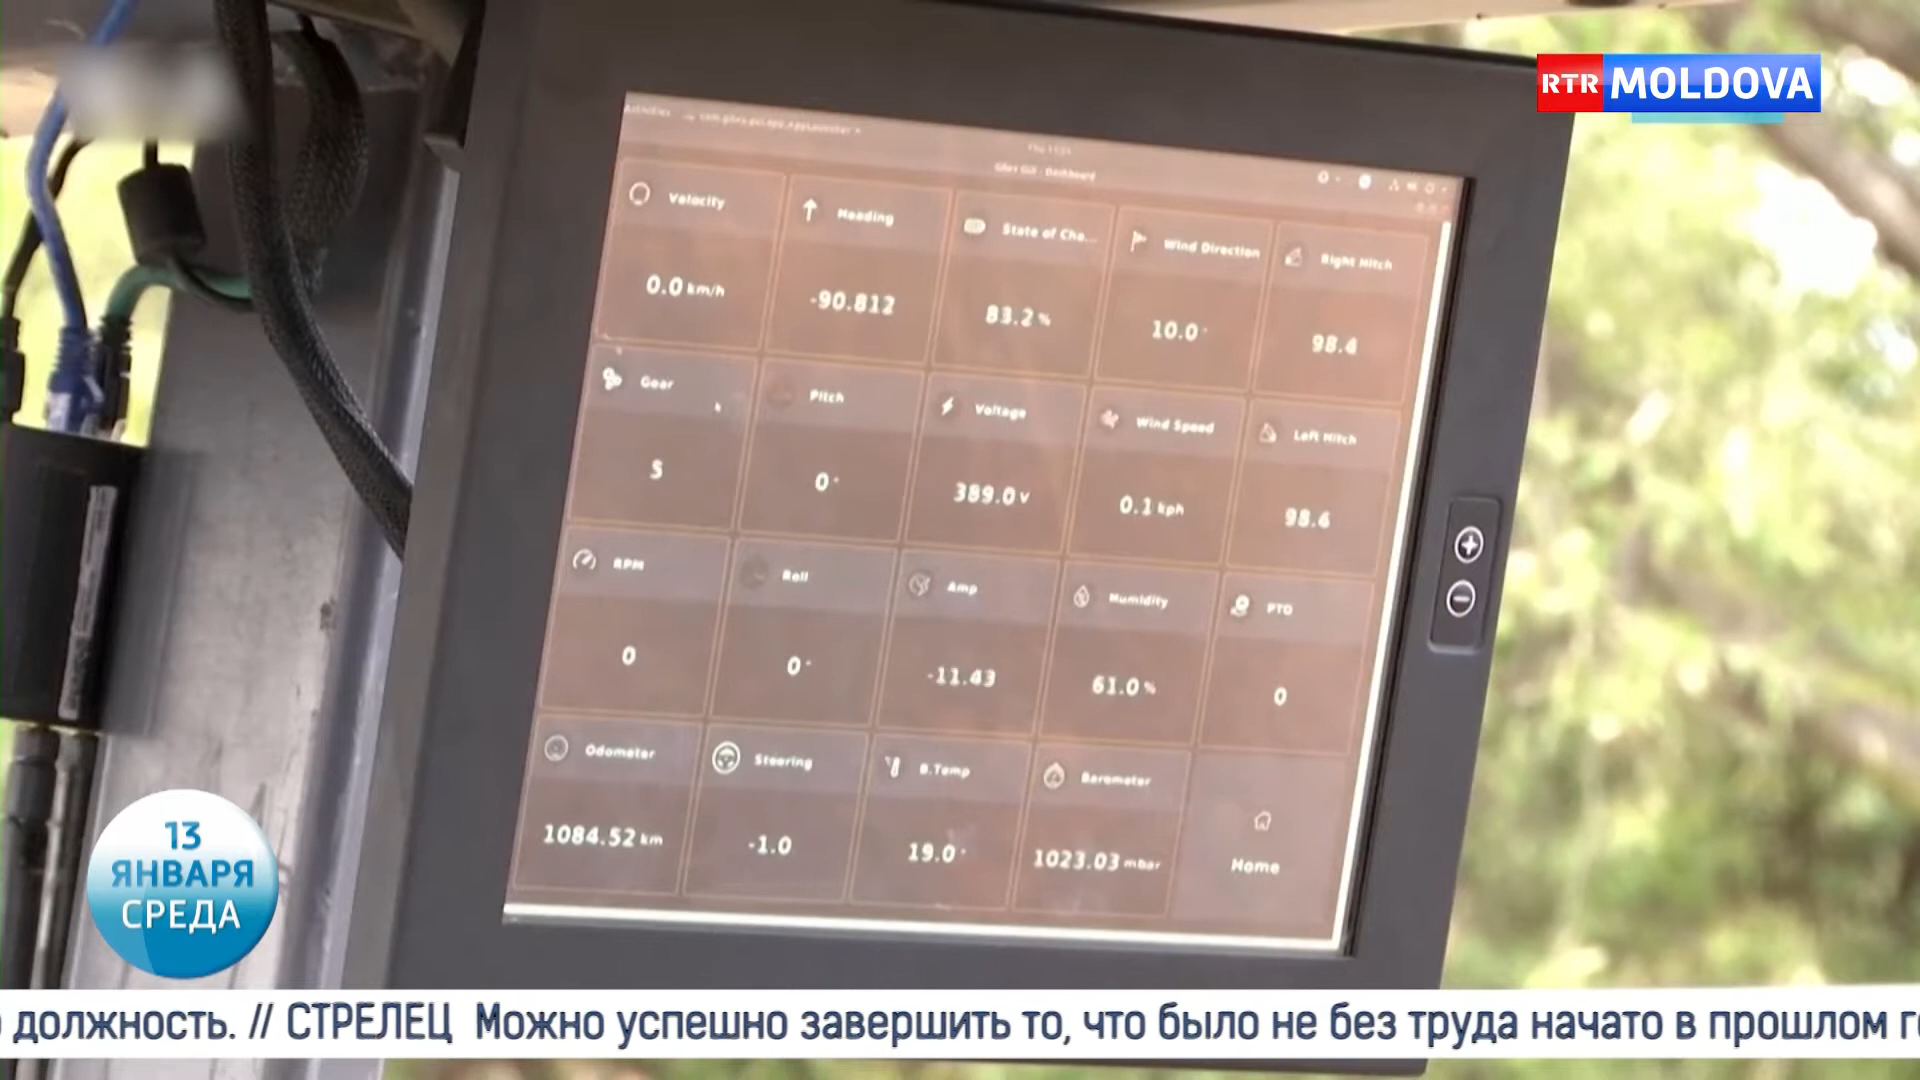 RTR MOLDOVA
Activities
Dashboard
Velocity
0.0 km/h
Heading
-90.812
State of Cha...
83.2 %
Wind Direction
10.0 °
Right Hitch
98.4
Gear
5
Pitch
0 °
Voltage
389.0 V
Wind Speed
0.1 kph
Left Hitch
98.4
RPM
0
Roll
0 °
Amp
-11.43
Humidity
61.0 %
PTO
0
Odometer
1084.52 km
Steering
-1.0
B.Temp
19.0 °
Barometer
1023.03 mbar
Home
13
ЯНВАРЯ
СРЕДА
должность. // СТРЕЛЕЦ Можно успешно завершить то, что было не без труда начато в прошлом